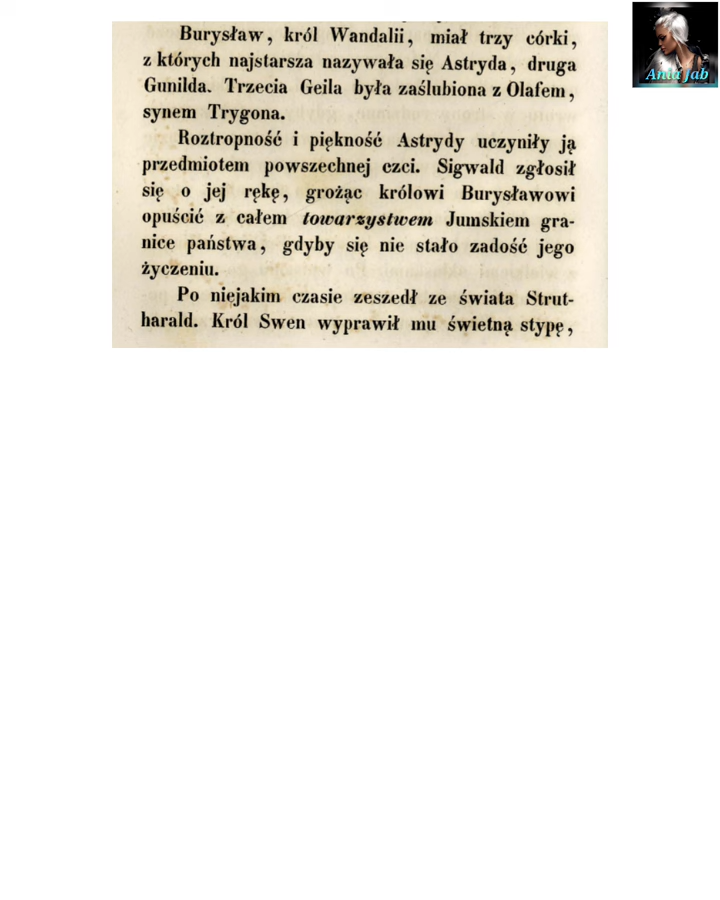 Burysław, król Wandalii, miał trzy córki,
z których najstarsza nazywała się Astryda, druga
Gunilda. Trzecia Geila była zaślubiona z Olafem,
synem Trygona.
Roztropność i piękność Astrydy uczyniły ją
przedmiotem powszechnej czci. Sigwald zgłosił
się o jej rękę, grożąc królowi Burysławowi
opuścić z całem towarzystwem Jumskiem gra-
nice państwa, gdyby się nie stało zadość jego
życzeniu.
Po niejakim czasie zeszedł ze świata Strut-
harald. Król Swen wyprawił mu świetną stypę,
Ania jab